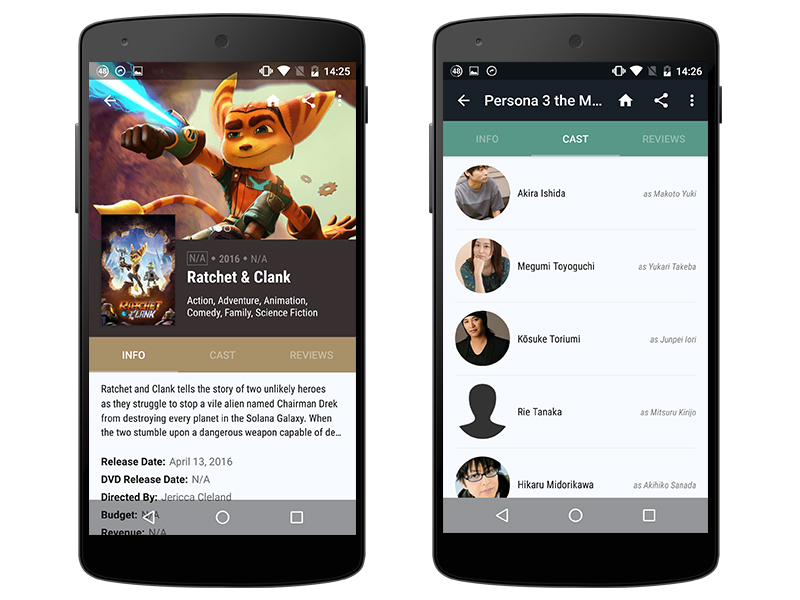 48
14:25
N/A • 2016 • N/A
Ratchet & Clank
Action, Adventure, Animation,
Comedy, Family, Science Fiction
RATCHET
CLANK
INFO
CAST
REVIEWS
Ratchet and Clank tells the story of two unlikely heroes
as they struggle to stop a vile alien named Chairman Drek
from destroying every planet in the Solana Galaxy. When
the two stumble upon a dangerous weapon capable of de…
Release Date: April 13, 2016
DVD Release Date: N/A
Directed By: Jericca Cleland
Budget: N/A
Revenue: N/A
48
14:26
Persona 3 the M…
INFO
CAST
REVIEWS
Akira Ishida
as Makoto Yuki
Megumi Toyoguchi
as Yukari Takeba
Kōsuke Toriumi
as Junpei Iori
Rie Tanaka
as Mitsuru Kirijo
Hikaru Midorikawa
as Akihiko Sanada